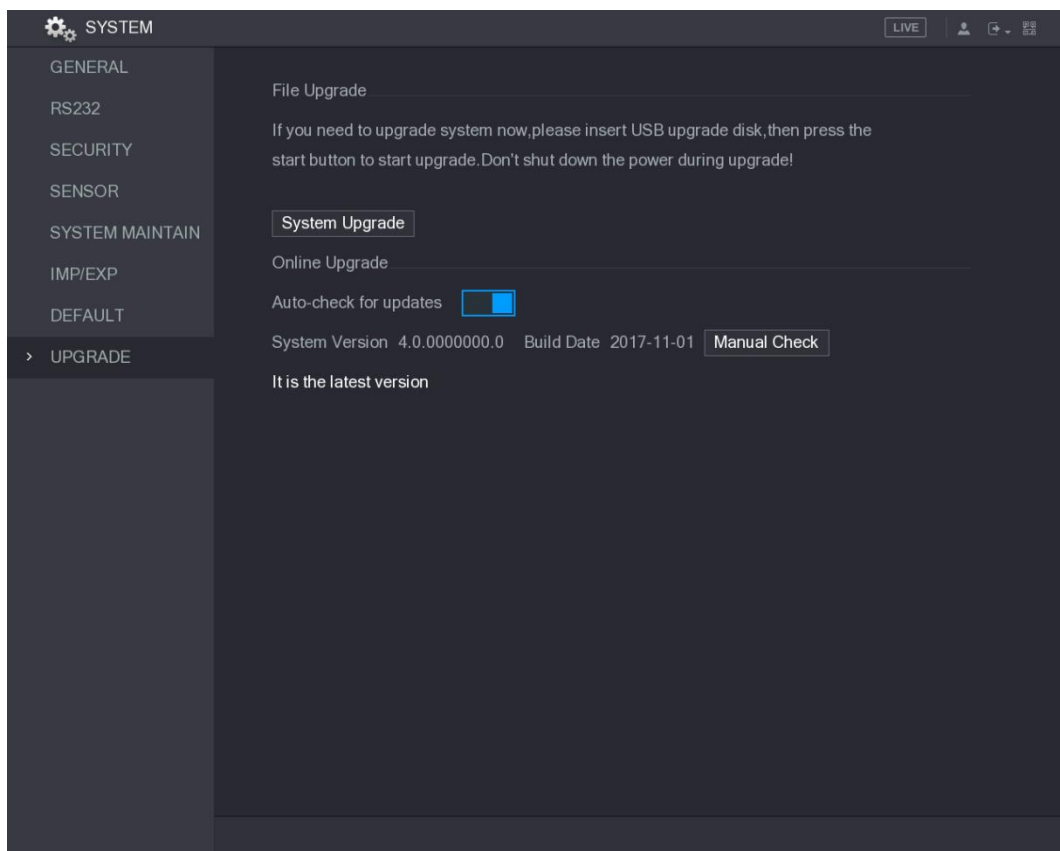 SYSTEM
LIVE
GENERAL
RS232
SECURITY
SENSOR
SYSTEM MAINTAIN
IMP/EXP
DEFAULT
UPGRADE
File Upgrade
If you need to upgrade system now,please insert USB upgrade disk,then press the
start button to start upgrade.Don't shut down the power during upgrade!
System Upgrade
Online Upgrade
Auto-check for updates
System Version 4.0.0000000.0 Build Date 2017-11-01 Manual Check
It is the latest version